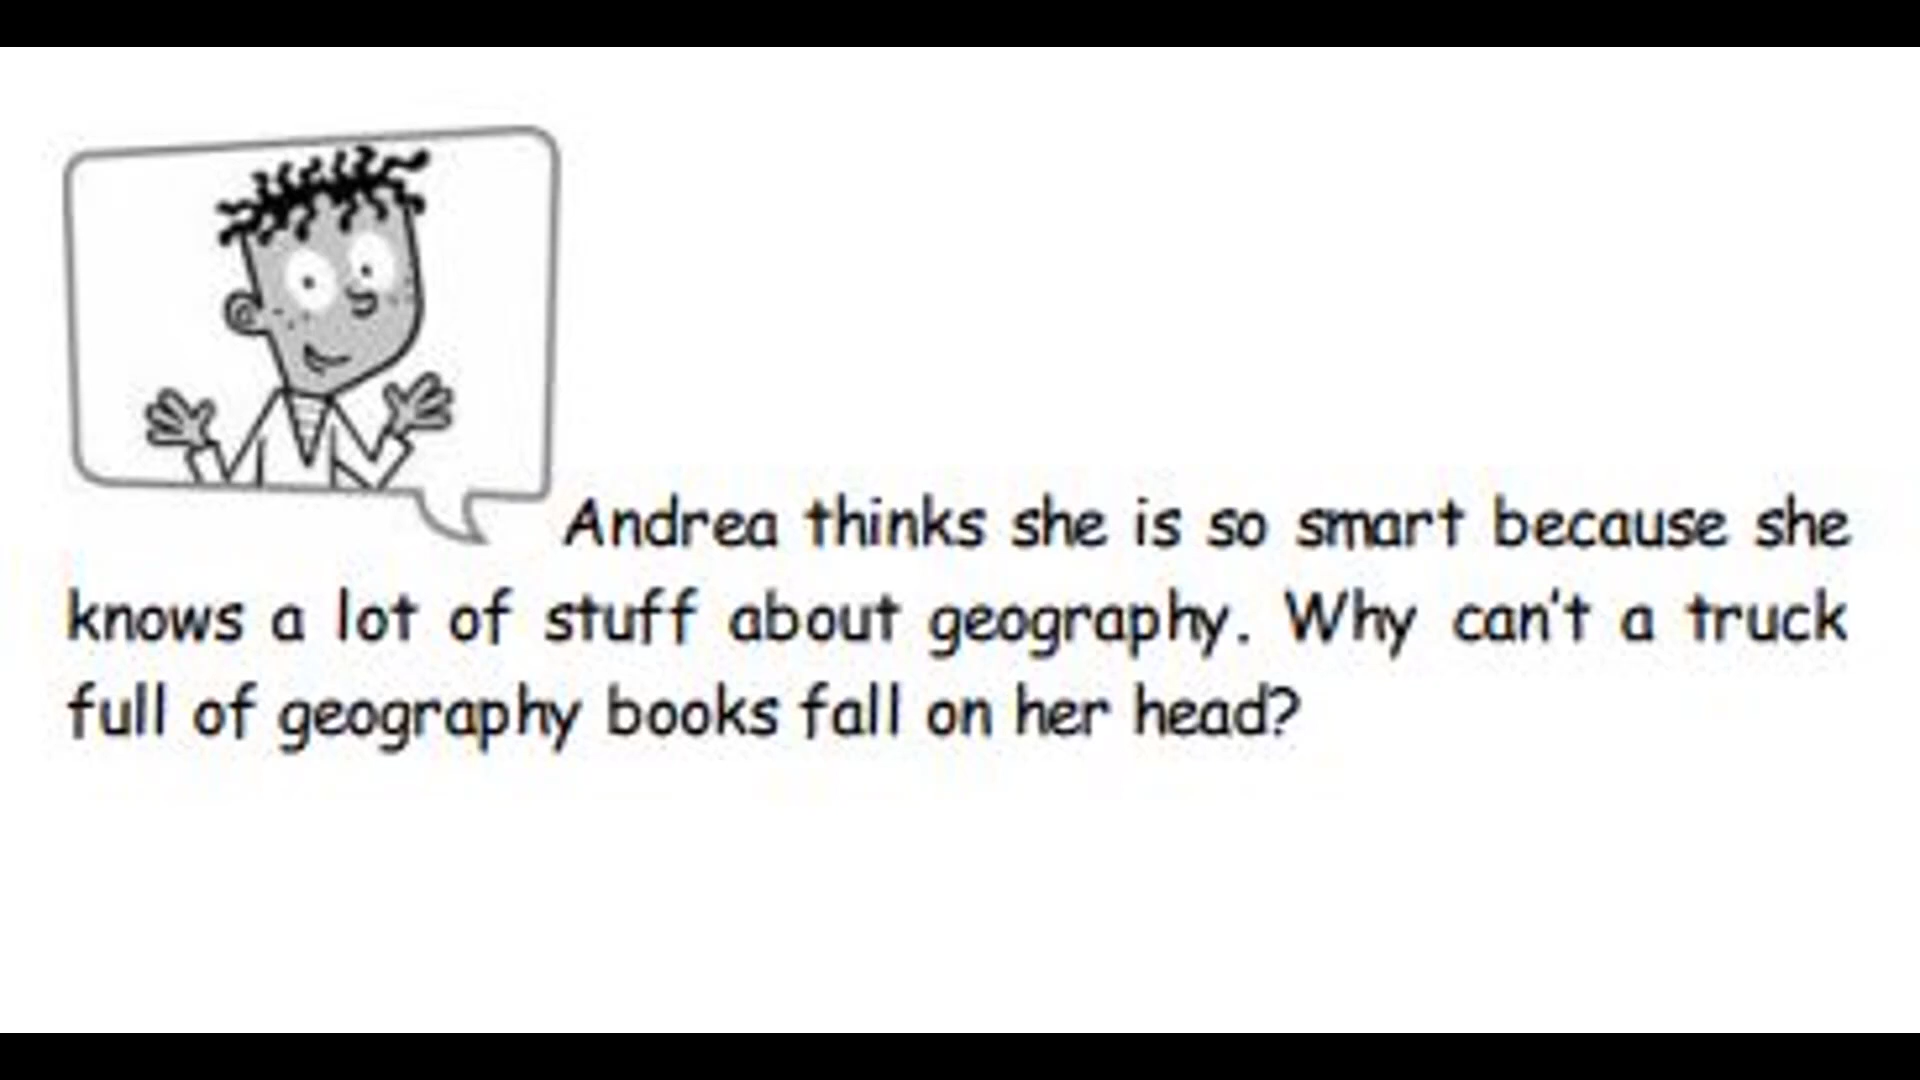 Andrea thinks she is so smart because she
knows a lot of stuff about geography. Why can't a truck
full of geography books fall on her head?